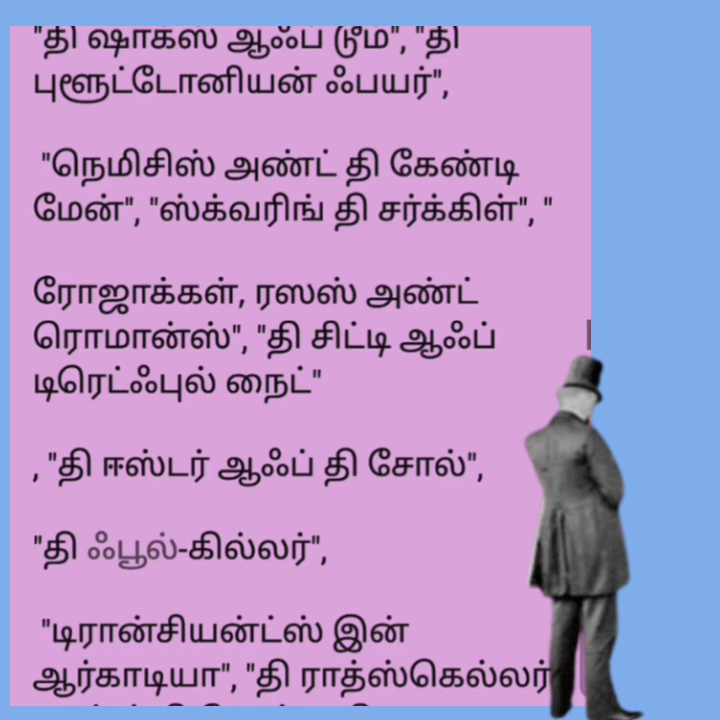 "தி ஷாக்ஸ் ஆஃப் டூம்", "தி
புளூட்டோனியன் ஃபயர்",
"நெமிசிஸ் அண்ட் தி கேண்டி
மேன்", "ஸ்க்வரிங் தி சர்க்கிள்", "
ரோஜாக்கள், ரஸஸ் அண்ட்
ரொமான்ஸ்", "தி சிட்டி ஆஃப்
டிரெட்ஃபுல் நைட்"
, "தி ஈஸ்டர் ஆஃப் தி சோல்",
"தி ஃபூல்-கில்லர்",
"டிரான்சியன்ட்ஸ் இன்
ஆர்காடியா", "தி ராத்ஸ்கெல்லர்